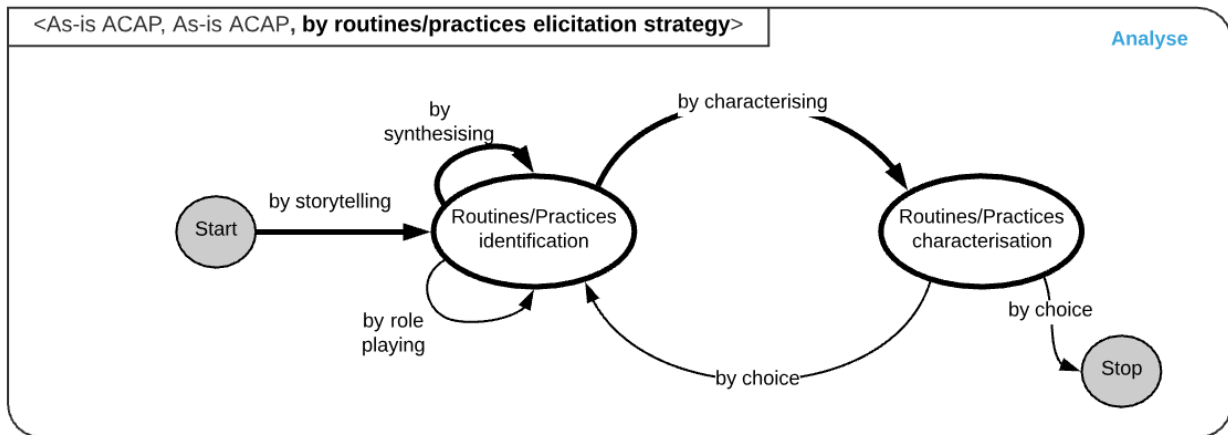 <As-is ACAP, As-is ACAP, by routines/practices elicitation strategy>
Analyse
by
synthesising
by characterising
by storytelling
Start
Routines/Practices
identification
Routines/Practices
characterisation
by role
playing
by choice
by choice
Stop